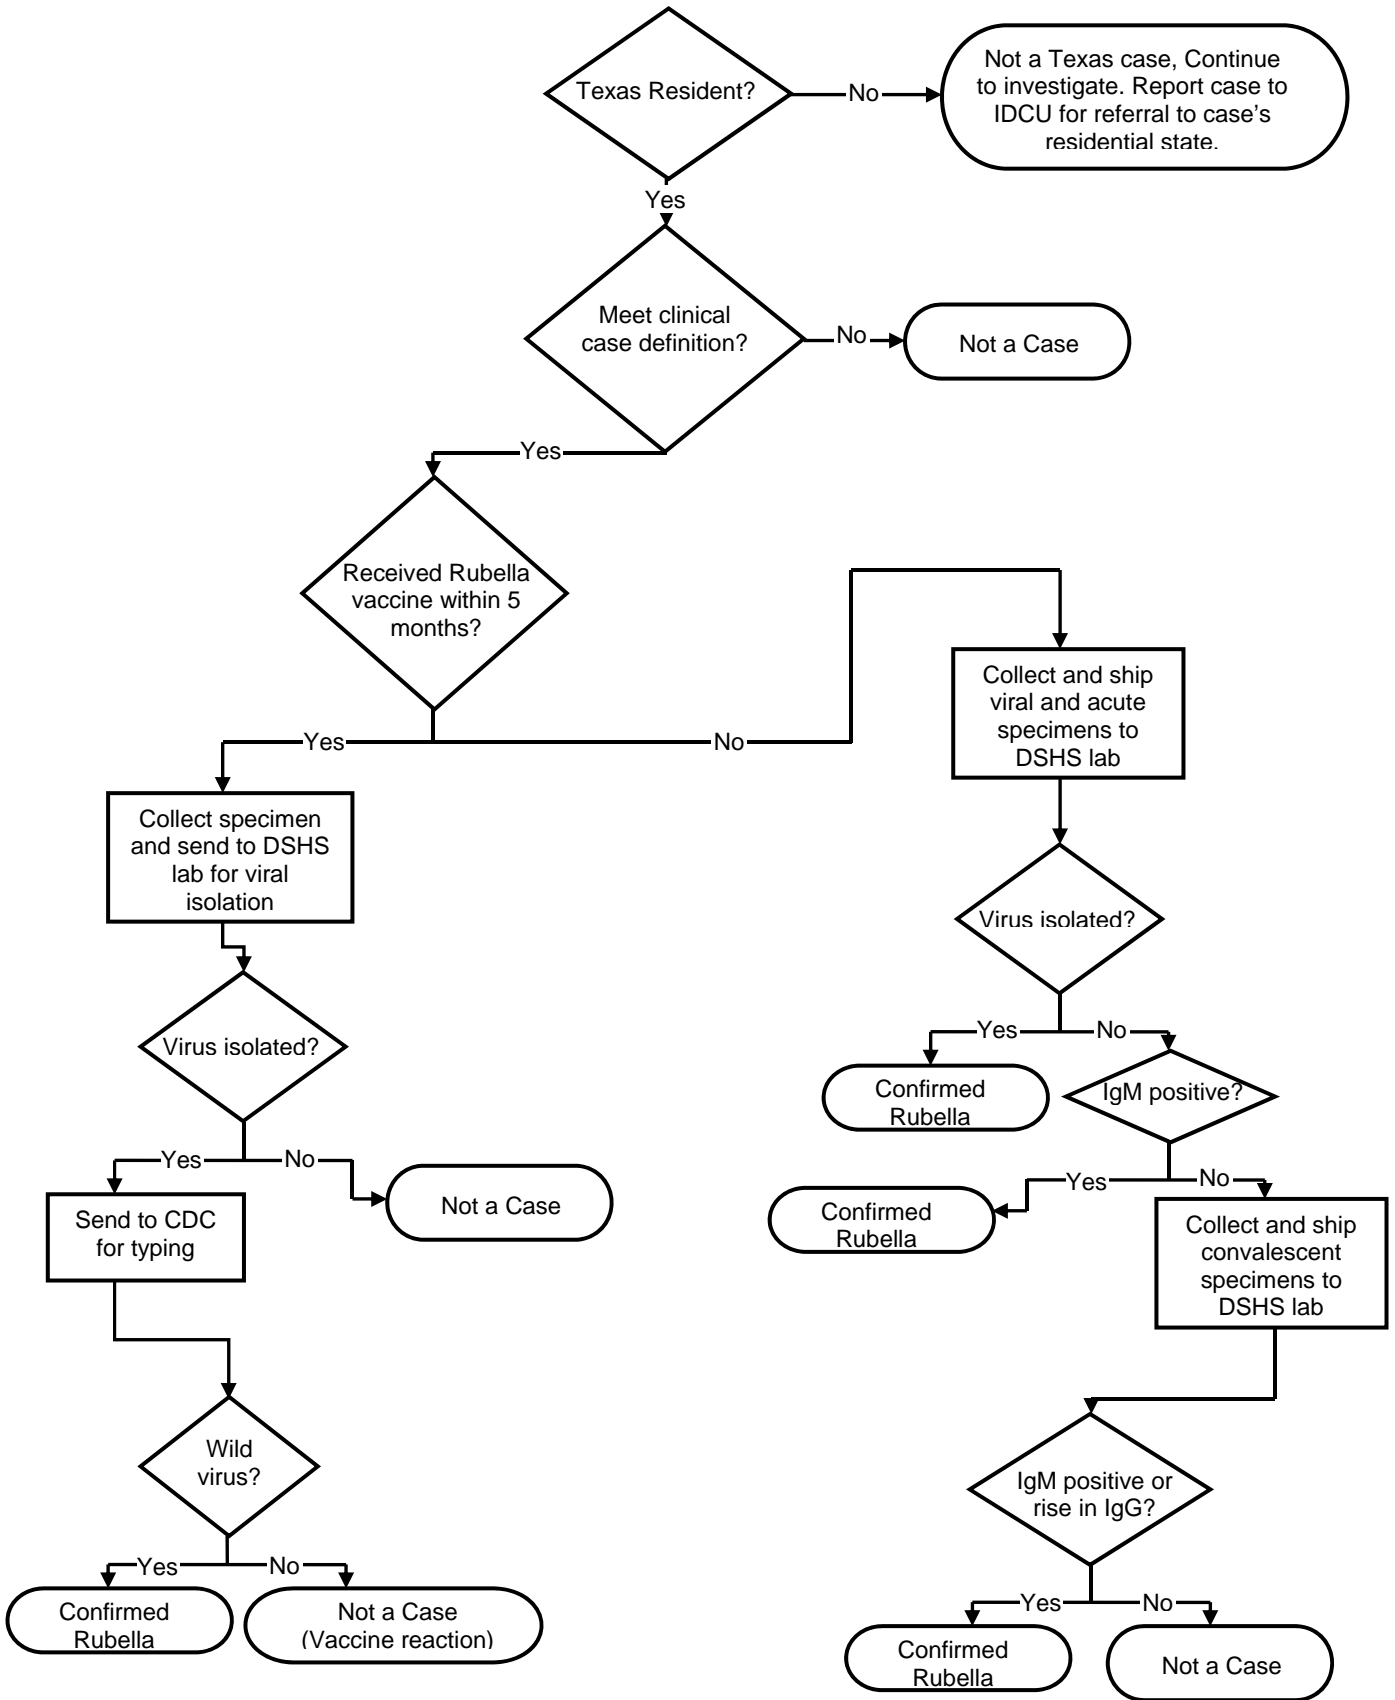 Texas Resident?
No
Not a Texas case, Continue
to investigate. Report case to
IDCU for referral to case's
residential state.
Yes
Meet clinical
case definition?
No
Not a Case
Yes
Received Rubella
vaccine within 5
months?
Yes
No
Collect and ship
viral and acute
specimens to
DSHS lab
Collect specimen
and send to DSHS
lab for viral
isolation
Virus isolated?
Yes
No
Confirmed
Rubella
IgM positive?
Yes
No
Confirmed
Rubella
Collect and ship
convalescent
specimens to
DSHS lab
Virus isolated?
Yes
No
Not a Case
Send to CDC
for typing
Wild
virus?
Yes
No
Confirmed
Rubella
Not a Case
(Vaccine reaction)
IgM positive or
rise in IgG?
Yes
No
Confirmed
Rubella
Not a Case